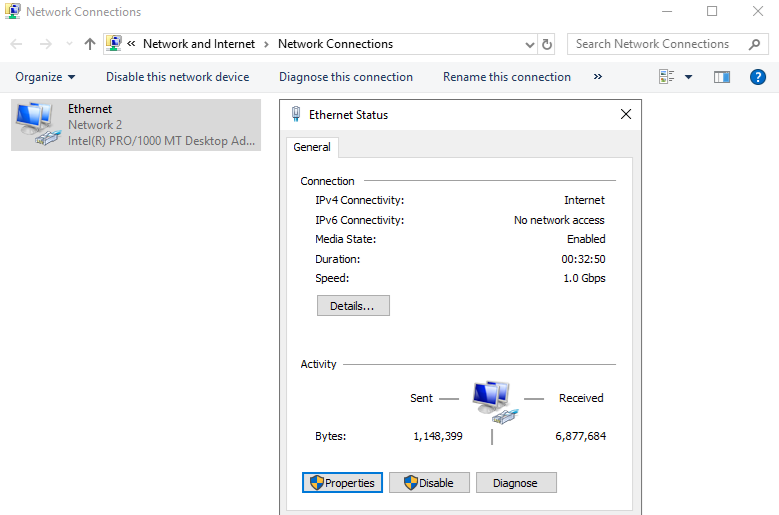 Network Connections
« Network and Internet › Network Connections
Search Network Connections
Organize Disable this network device Diagnose this connection Rename this connection »
?
Ethernet
Network 2
Intel(R) PRO/1000 MT Desktop Ad...
Ethernet Status
General
Connection
IPv4 Connectivity: Internet
IPv6 Connectivity: No network access
Media State: Enabled
Duration: 00:32:50
Speed: 1.0 Gbps
Details...
Activity
Sent Received
Bytes: 1,148,399 6,877,684
Properties Disable Diagnose